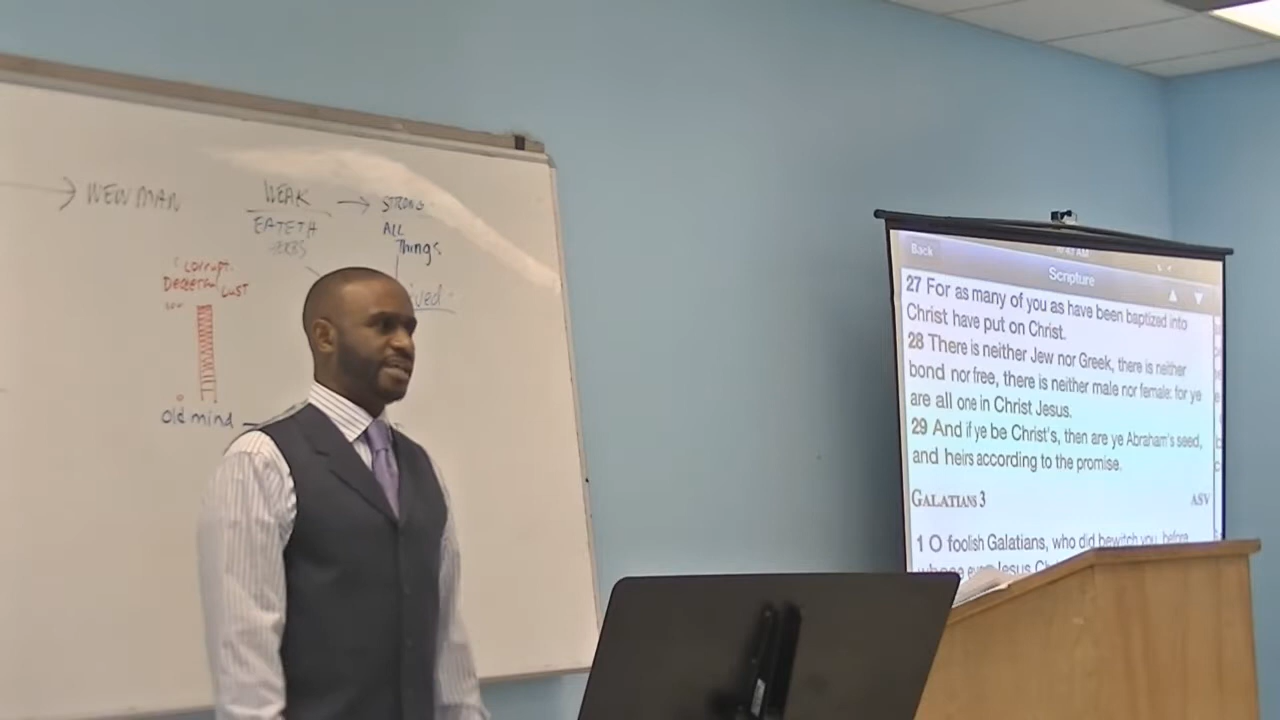 NEW MAN
WEAK
STRONG
EATETH
ALL
Things
Corrupt
Lust
Old mind
Back
AM
Scripture
27 For as many of you as have been baptized into
Christ have put on Christ.
28 There is neither Jew nor Greek, there is neither
bond nor free, there is neither male nor female: for ye
are all one in Christ Jesus.
29 And if ye be Christ's, then are ye Abraham's seed,
and heirs according to the promise.
GALATIANS 3 ASV
1 O foolish Galatians, who did bewitch you, before
whose Jesus